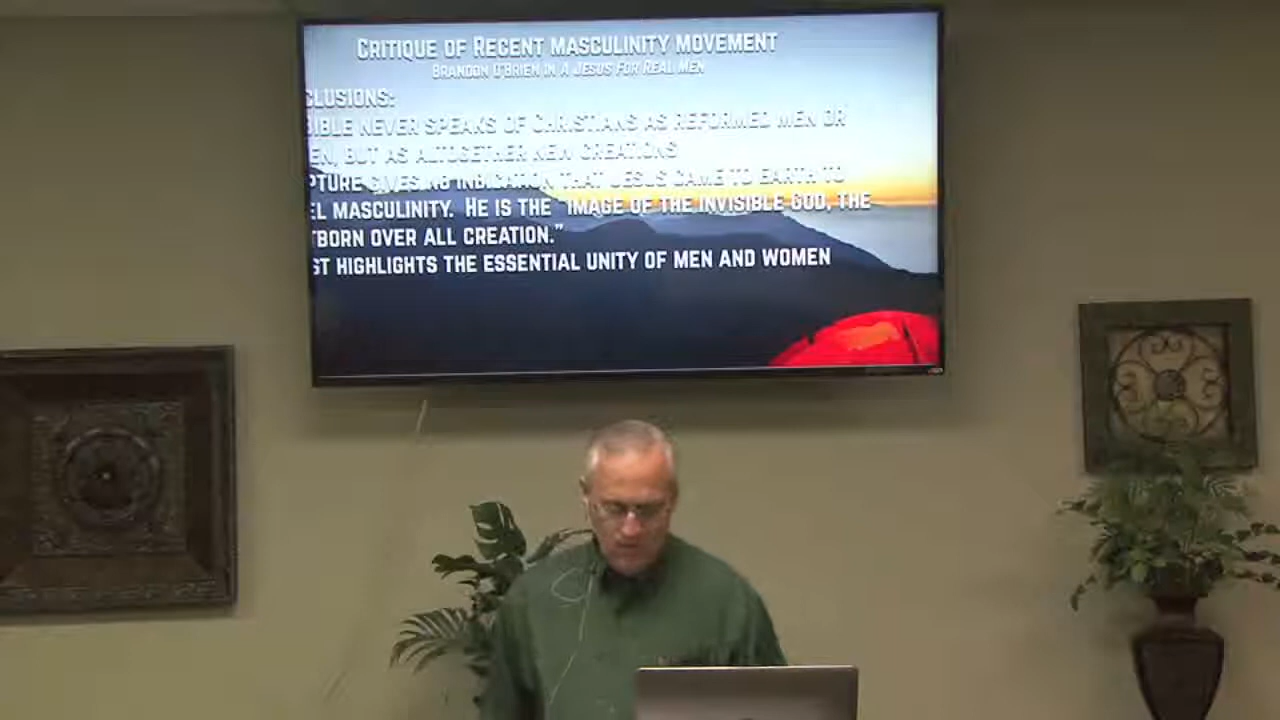 Critique of Recent masculinity movement
Brandon O'Brien in A Jesus For Real Men
clusions:
Bible never speaks of Christians as reformed men or
en, but as altogether new creations
pture gives no indication that Jesus came to earth to
el masculinity. He is the "image of the invisible God, the
tborn over all creation."
st highlights the essential unity of men and women